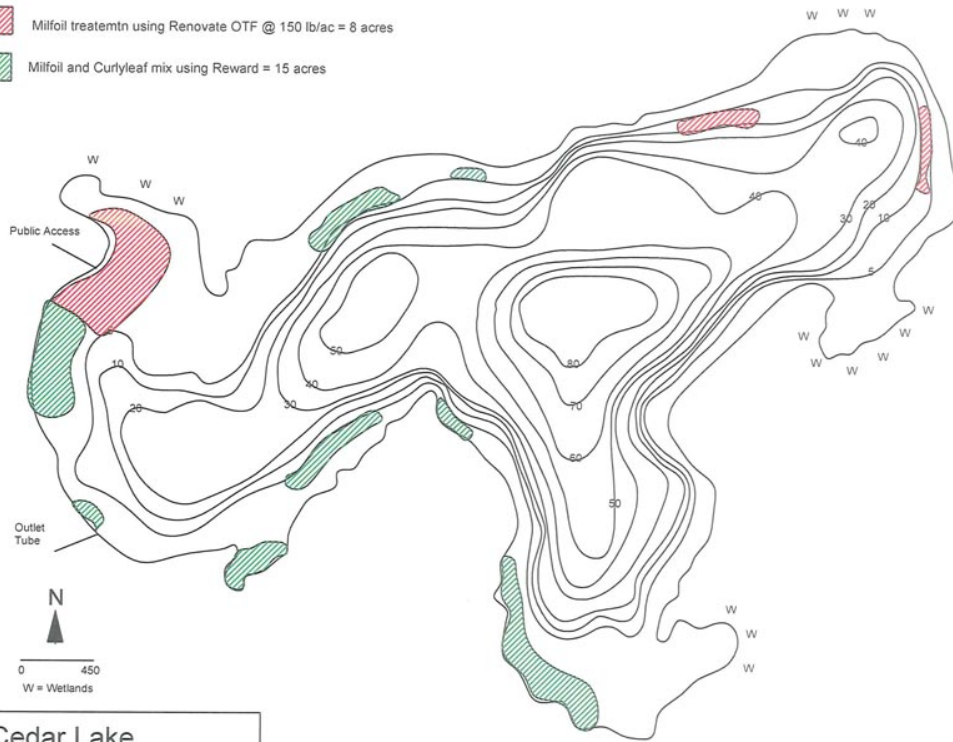 Milfoil treatemtn using Renovate OTF @ 150 lb/ac = 8 acres
Milfoil and Curlyleaf mix using Reward = 15 acres
W W W
W
W
W
Public Access
40
40
20
30
10
5
W
W
W
W
W
W
50
80
10
40
20
30
70
60
50
Outlet
Tube
N
0 450
W = Wetlands
W
W
W
Cedar Lake